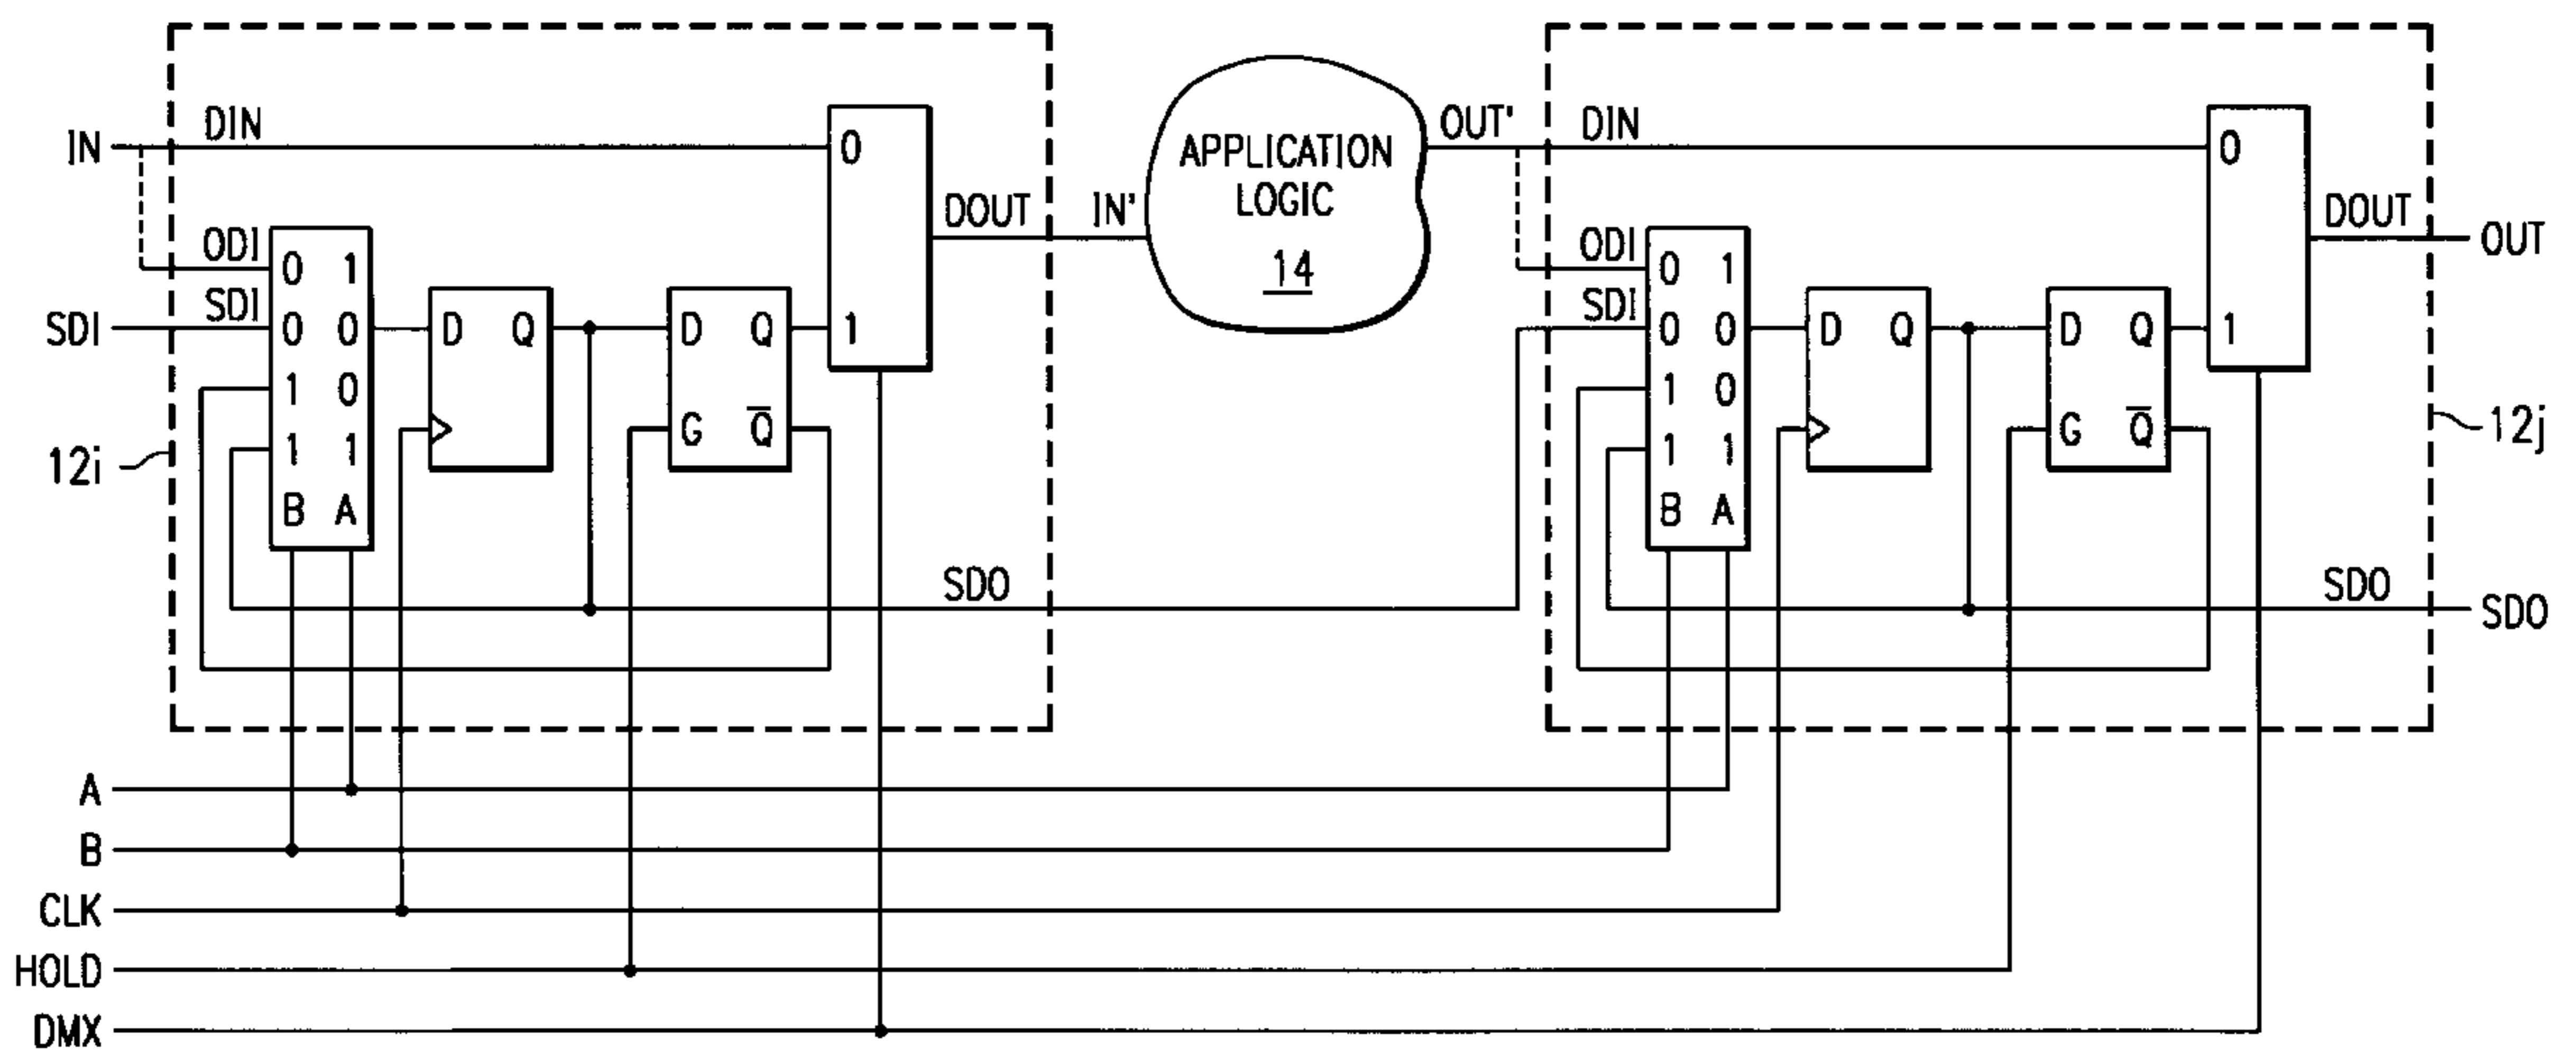 IN
DIN
0
ODI
0 1
SDI
SDI
0 0
1 0
1 1
B A
D Q
D Q
G Q̅
1
DOUT
IN'
APPLICATION
LOGIC
14
OUT'
DIN
0
ODI
0 1
SDI
0 0
1 0
1 1
B A
D Q
D Q
G Q̅
1
DOUT
OUT
12i
12j
SDO
SDO
SDO
A
B
CLK
HOLD
DMX